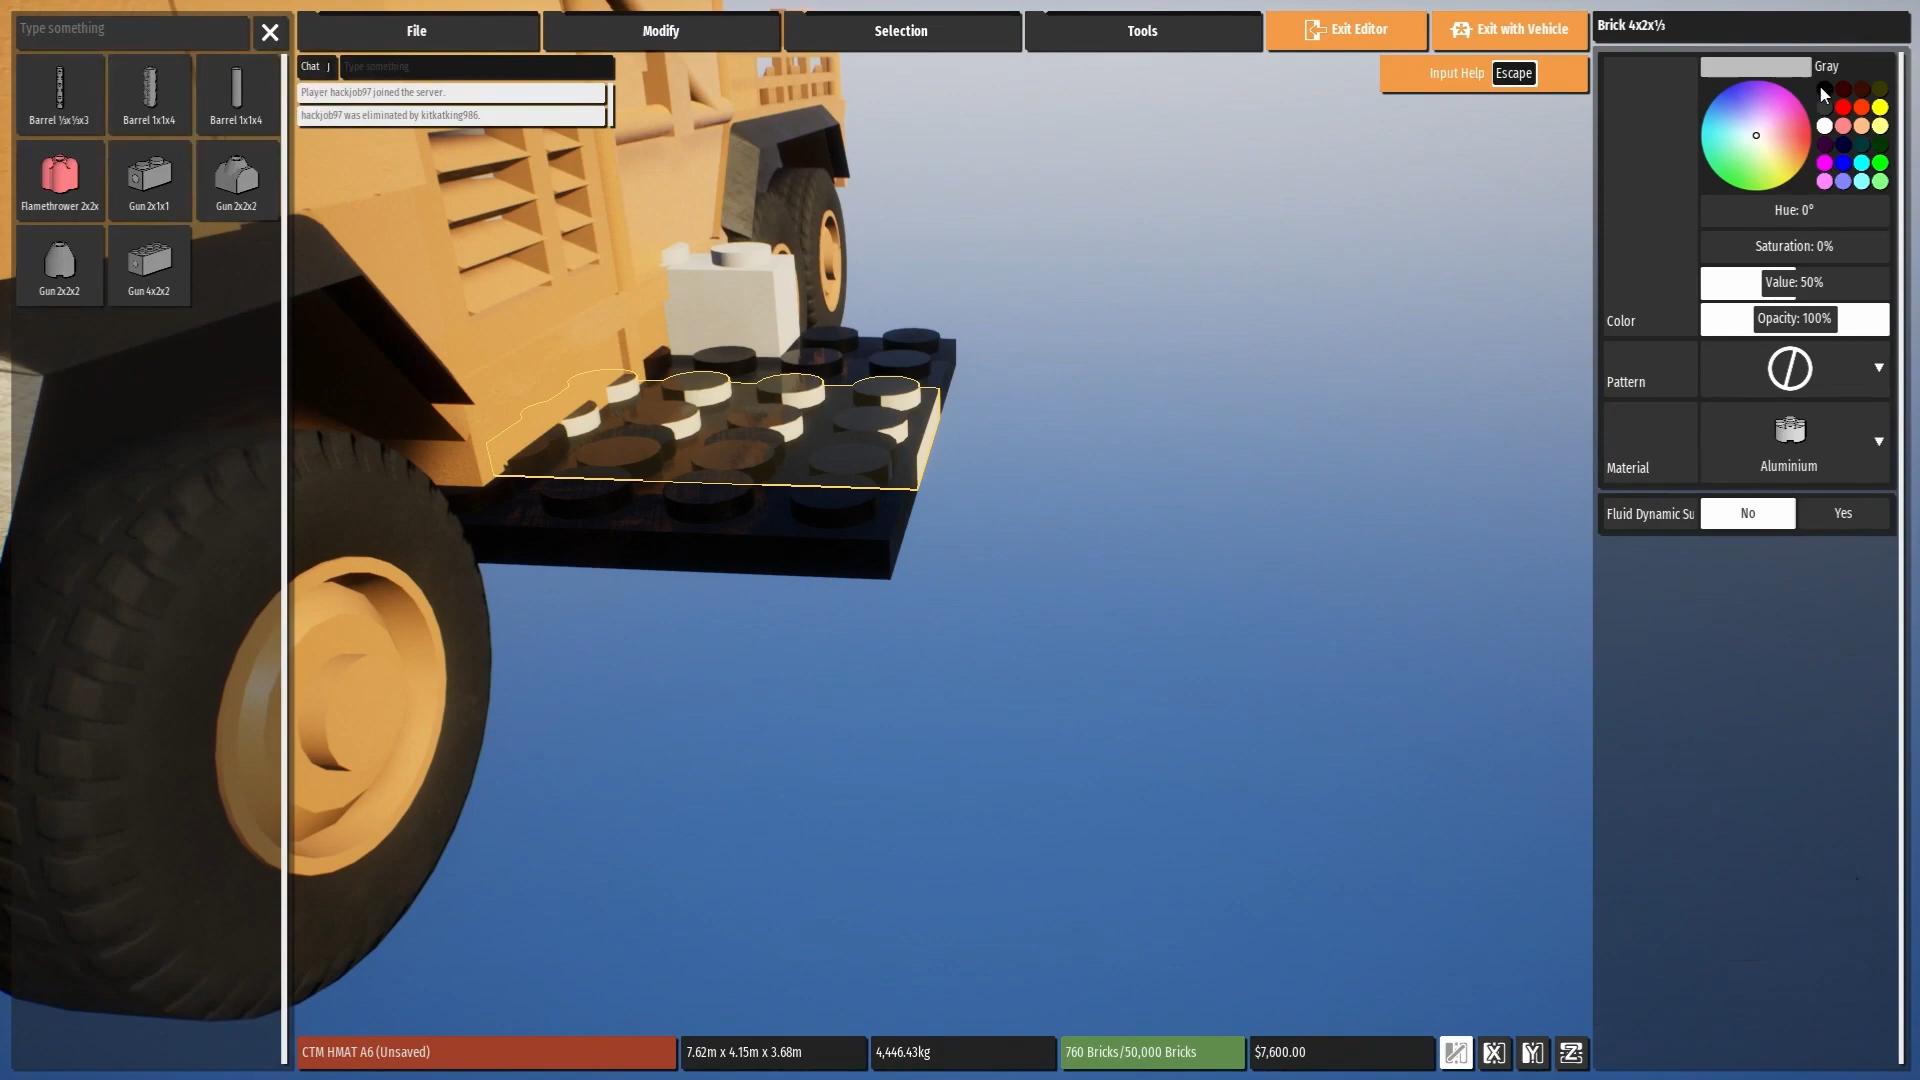 Type something
File
Modify
Selection
Tools
Exit Editor
Exit with Vehicle
Brick 4x2x⅓
Chat J
Type something
Input Help Escape
Player hackjob97 joined the server.
hackjob97 was eliminated by kitkatking986.
Barrel ⅓x⅓x3
Barrel 1x1x4
Barrel 1x1x4
Flamethrower 2x2x
Gun 2x1x1
Gun 2x2x2
Gun 2x2x2
Gun 4x2x2
Gray
Hue: 0°
Saturation: 0%
Value: 50%
Color
Opacity: 100%
Pattern
Material
Aluminium
Fluid Dynamic Su
No
Yes
CTM HMAT A6 (Unsaved)
7.62m x 4.15m x 3.68m
4,446.43kg
760 Bricks/50,000 Bricks
$7,600.00
X
Y
Z